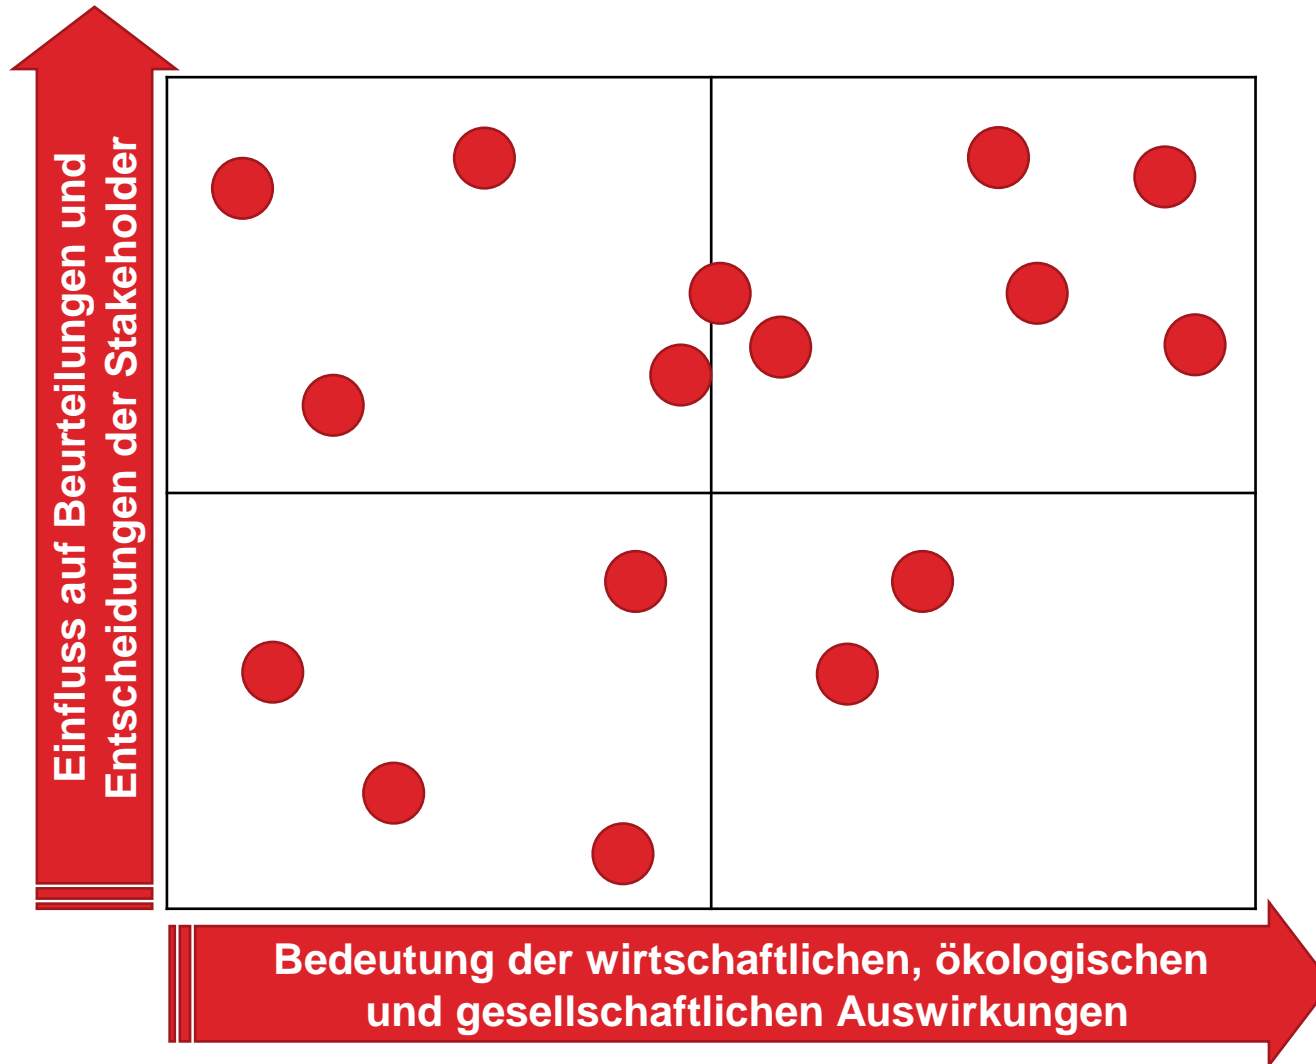 Einfluss auf Beurteilungen und
Entscheidungen der Stakeholder
Bedeutung der wirtschaftlichen, ökologischen
und gesellschaftlichen Auswirkungen